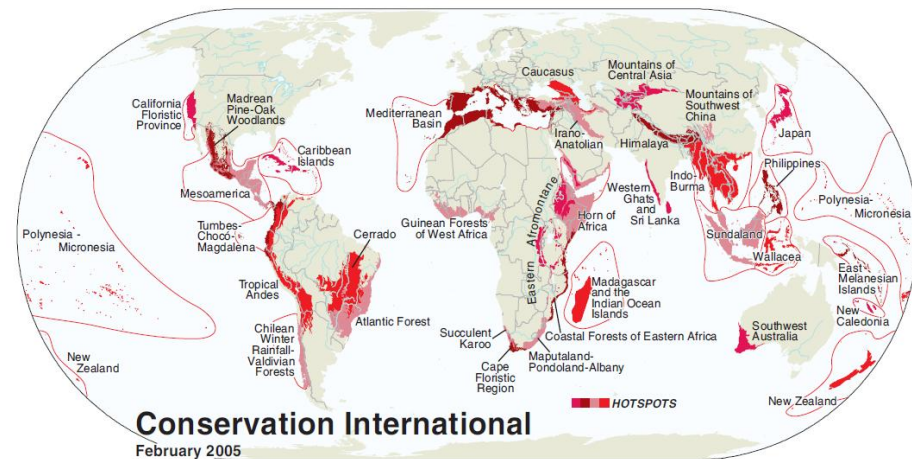 California
Floristic
Province
Madrean
Pine-Oak
Woodlands
Caribbean
Islands
Mesoamerica
Polynesia-
Micronesia
Tumbes-
Chocó-
Magdalena
Tropical
Andes
Cerrado
Atlantic Forest
Chilean
Winter
Rainfall-
Valdivian
Forests
New
Zealand
Mediterranean
Basin
Caucasus
Irano-
Anatolian
Mountains of
Central Asia
Mountains of
Southwest
China
Himalaya
Japan
Indo-
Burma
Philippines
Western
Ghats and
Sri Lanka
Guinean Forests
of West Africa
Eastern Afromontane
Horn of
Africa
Madagascar
and the
Indian Ocean
Islands
Coastal Forests of Eastern Africa
Maputaland-
Pondoland-Albany
Succulent
Karoo
Cape
Floristic
Region
Sundaland
Wallacea
Polynesia-
Micronesia
East
Melanesian
Islands
New
Caledonia
Southwest
Australia
New Zealand
HOTSPOTS
Conservation International
February 2005